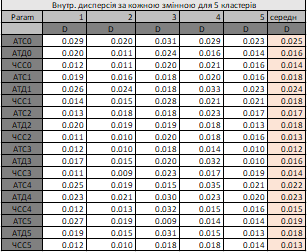 Внутр. дисперсія за кожною змінною для 5 кластерів
Param 1 2 3 4 5 середн
D D D D D D
АТС0 0.029 0.020 0.031 0.029 0.023 0.025
АТД0 0.020 0.011 0.024 0.016 0.014 0.016
ЧСС0 0.012 0.011 0.020 0.021 0.016 0.014
АТС1 0.019 0.016 0.018 0.020 0.016 0.018
АТД1 0.026 0.024 0.018 0.033 0.023 0.024
ЧСС1 0.014 0.015 0.028 0.021 0.021 0.018
АТС2 0.013 0.018 0.018 0.023 0.017 0.017
АТД2 0.020 0.019 0.019 0.018 0.013 0.018
ЧСС2 0.011 0.010 0.020 0.018 0.016 0.013
АТС3 0.012 0.010 0.018 0.014 0.010 0.012
АТД3 0.017 0.015 0.020 0.032 0.010 0.016
ЧСС3 0.011 0.009 0.023 0.017 0.019 0.014
АТС4 0.025 0.019 0.015 0.035 0.021 0.022
АТД4 0.023 0.021 0.030 0.023 0.020 0.023
ЧСС4 0.012 0.013 0.032 0.015 0.016 0.015
АТС5 0.027 0.019 0.009 0.014 0.014 0.018
АТД5 0.019 0.015 0.031 0.015 0.013 0.018
ЧСС5 0.012 0.010 0.018 0.018 0.014 0.013